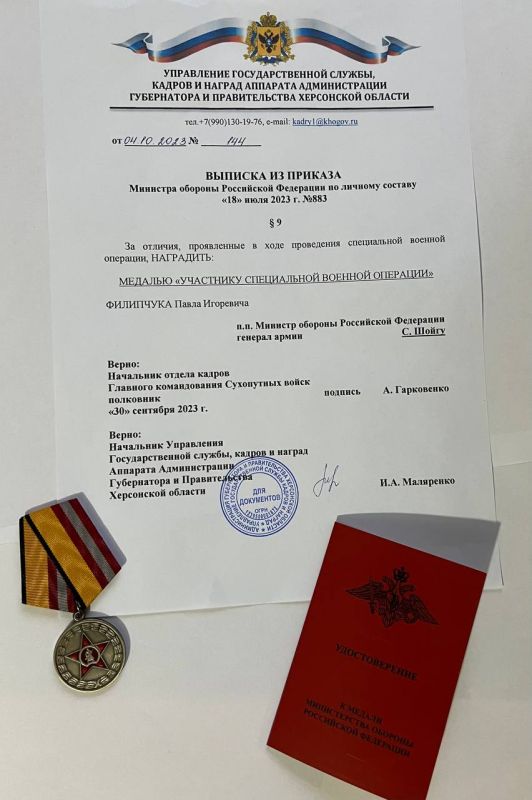 УПРАВЛЕНИЕ ГОСУДАРСТВЕННОЙ СЛУЖБЫ,
КАДРОВ И НАГРАД АППАРАТА АДМИНИСТРАЦИИ
ГУБЕРНАТОРА И ПРАВИТЕЛЬСТВА ХЕРСОНСКОЙ ОБЛАСТИ
тел.+7(990)130-19-76, e-mail: kadry1@khogov.ru
от 04.10.2023 № 144
ВЫПИСКА ИЗ ПРИКАЗА
Министра обороны Российской Федерации по личному составу
«18» июля 2023 г. №883
§ 9
За отличия, проявленные в ходе проведения специальной военной
операции, НАГРАДИТЬ:
МЕДАЛЬЮ «УЧАСТНИКУ СПЕЦИАЛЬНОЙ ВОЕННОЙ ОПЕРАЦИИ»
ФИЛИПЧУКА Павла Игоревича
п.п. Министр обороны Российской Федерации
генерал армии С. Шойгу
Верно:
Начальник отдела кадров
Главного командования Сухопутных войск
полковник подпись А. Гарковенко
«30» сентября 2023 г.
Верно:
Начальник Управления
Государственной службы, кадров и наград
Аппарата Администрации
Губернатора и Правительства
Херсонской области И.А. Маляренко
ДЛЯ
ДОКУМЕНТОВ
ОГРН
УДОСТОВЕРЕНИЕ
К МЕДАЛИ
МИНИСТЕРСТВА ОБОРОНЫ
РОССИЙСКОЙ ФЕДЕРАЦИИ